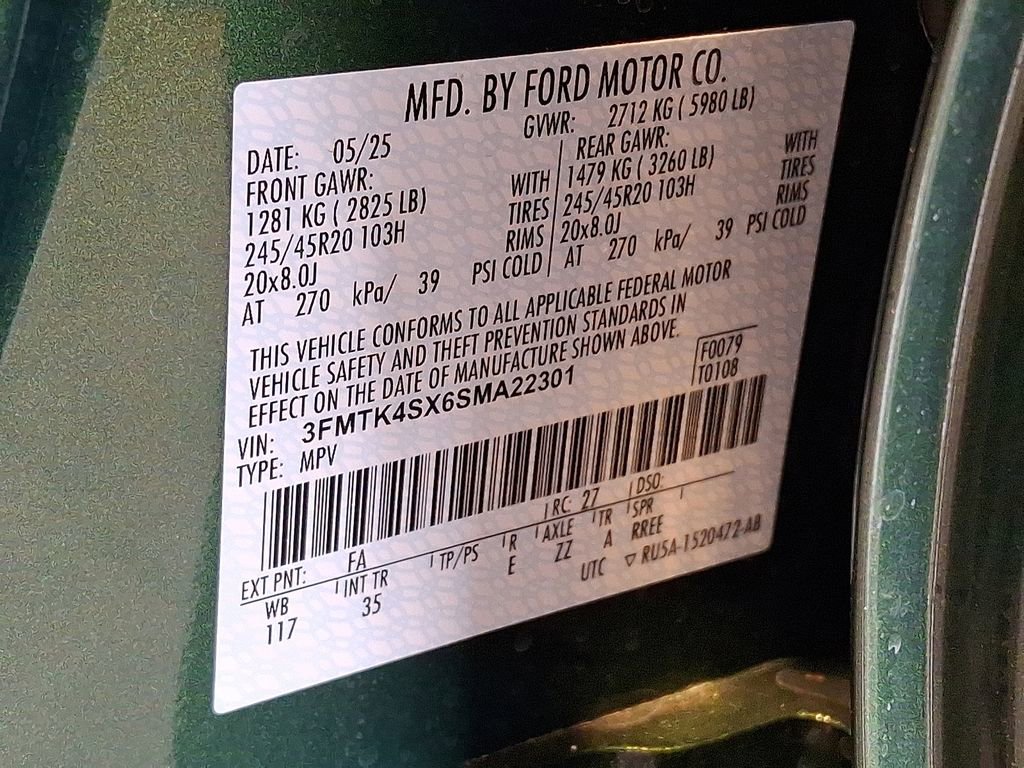 MFD. BY FORD MOTOR CO.
DATE: 05/25 GVWR: 2712 KG ( 5980 LB)
FRONT GAWR: REAR GAWR:
1281 KG ( 2825 LB) WITH 1479 KG ( 3260 LB) WITH
245/45R20 103H TIRES 245/45R20 103H TIRES
20x8.0J RIMS 20x8.0J RIMS
AT 270 kPa/ 39 PSI COLD AT 270 kPa/ 39 PSI COLD
THIS VEHICLE CONFORMS TO ALL APPLICABLE FEDERAL MOTOR
VEHICLE SAFETY AND THEFT PREVENTION STANDARDS IN
EFFECT ON THE DATE OF MANUFACTURE SHOWN ABOVE.
F0079
VIN: 3FMTK4SX6SMA22301 T0108
TYPE: MPV
EXT PNT: FA RC: 27 DSO:
WB INT TR TP/PS R AXLE TR SPR
117 35 E ZZ A RREE
UTC ▽ RU5A-1520472-AB